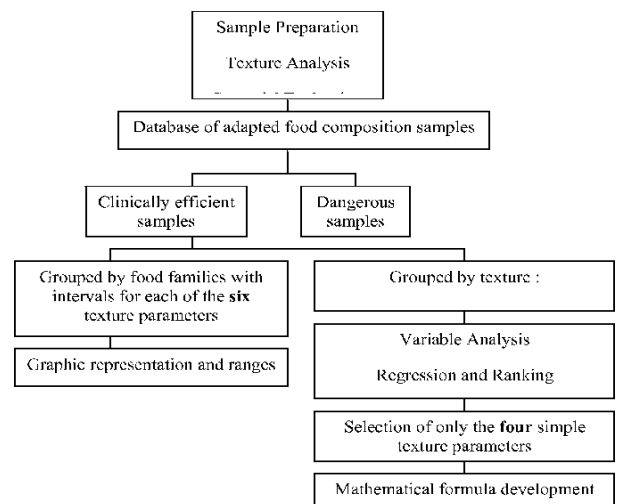 Sample Preparation
Texture Analysis
Database of adapted food composition samples
Clinically efficient
samples
Dangerous
samples
Grouped by food families with
intervals for each of the six
texture parameters
Grouped by texture :
Graphic representation and ranges
Variable Analysis
Regression and Ranking
Selection of only the four simple
texture parameters
Mathematical formula development